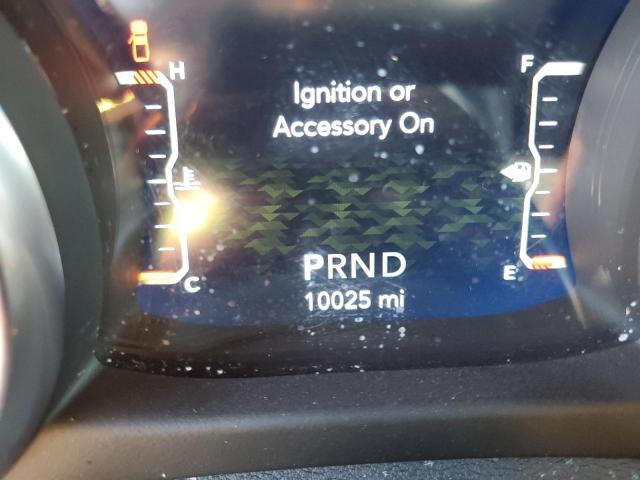 H F
Ignition or
Accessory On
PRND
C E
10025 mi